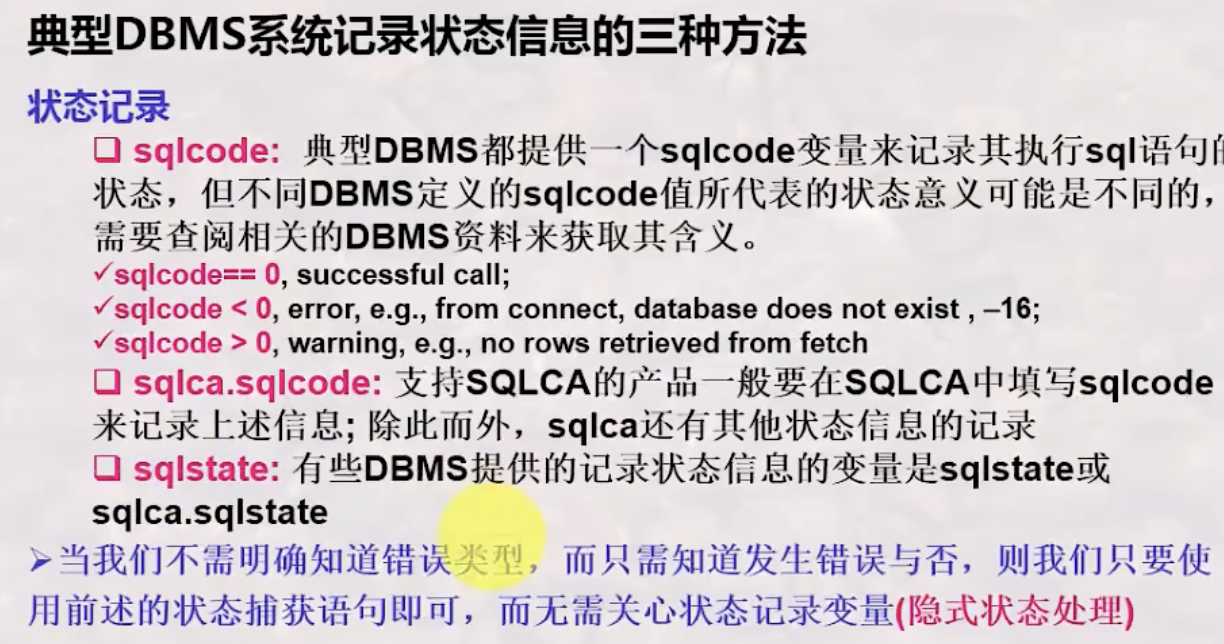 典型DBMS系统记录状态信息的三种方法
状态记录
❑ sqlcode: 典型DBMS都提供一个sqlcode变量来记录其执行sql语句的
状态，但不同DBMS定义的sqlcode值所代表的状态意义可能是不同的，
需要查阅相关的DBMS资料来获取其含义。
✓sqlcode== 0, successful call;
✓sqlcode < 0, error, e.g., from connect, database does not exist , –16;
✓sqlcode > 0, warning, e.g., no rows retrieved from fetch
❑ sqlca.sqlcode: 支持SQLCA的产品一般要在SQLCA中填写sqlcode
来记录上述信息; 除此而外，sqlca还有其他状态信息的记录
❑ sqlstate: 有些DBMS提供的记录状态信息的变量是sqlstate或
sqlca.sqlstate
➢当我们不需明确知道错误类型，而只需知道发生错误与否，则我们只要使
用前述的状态捕获语句即可，而无需关心状态记录变量(隐式状态处理)